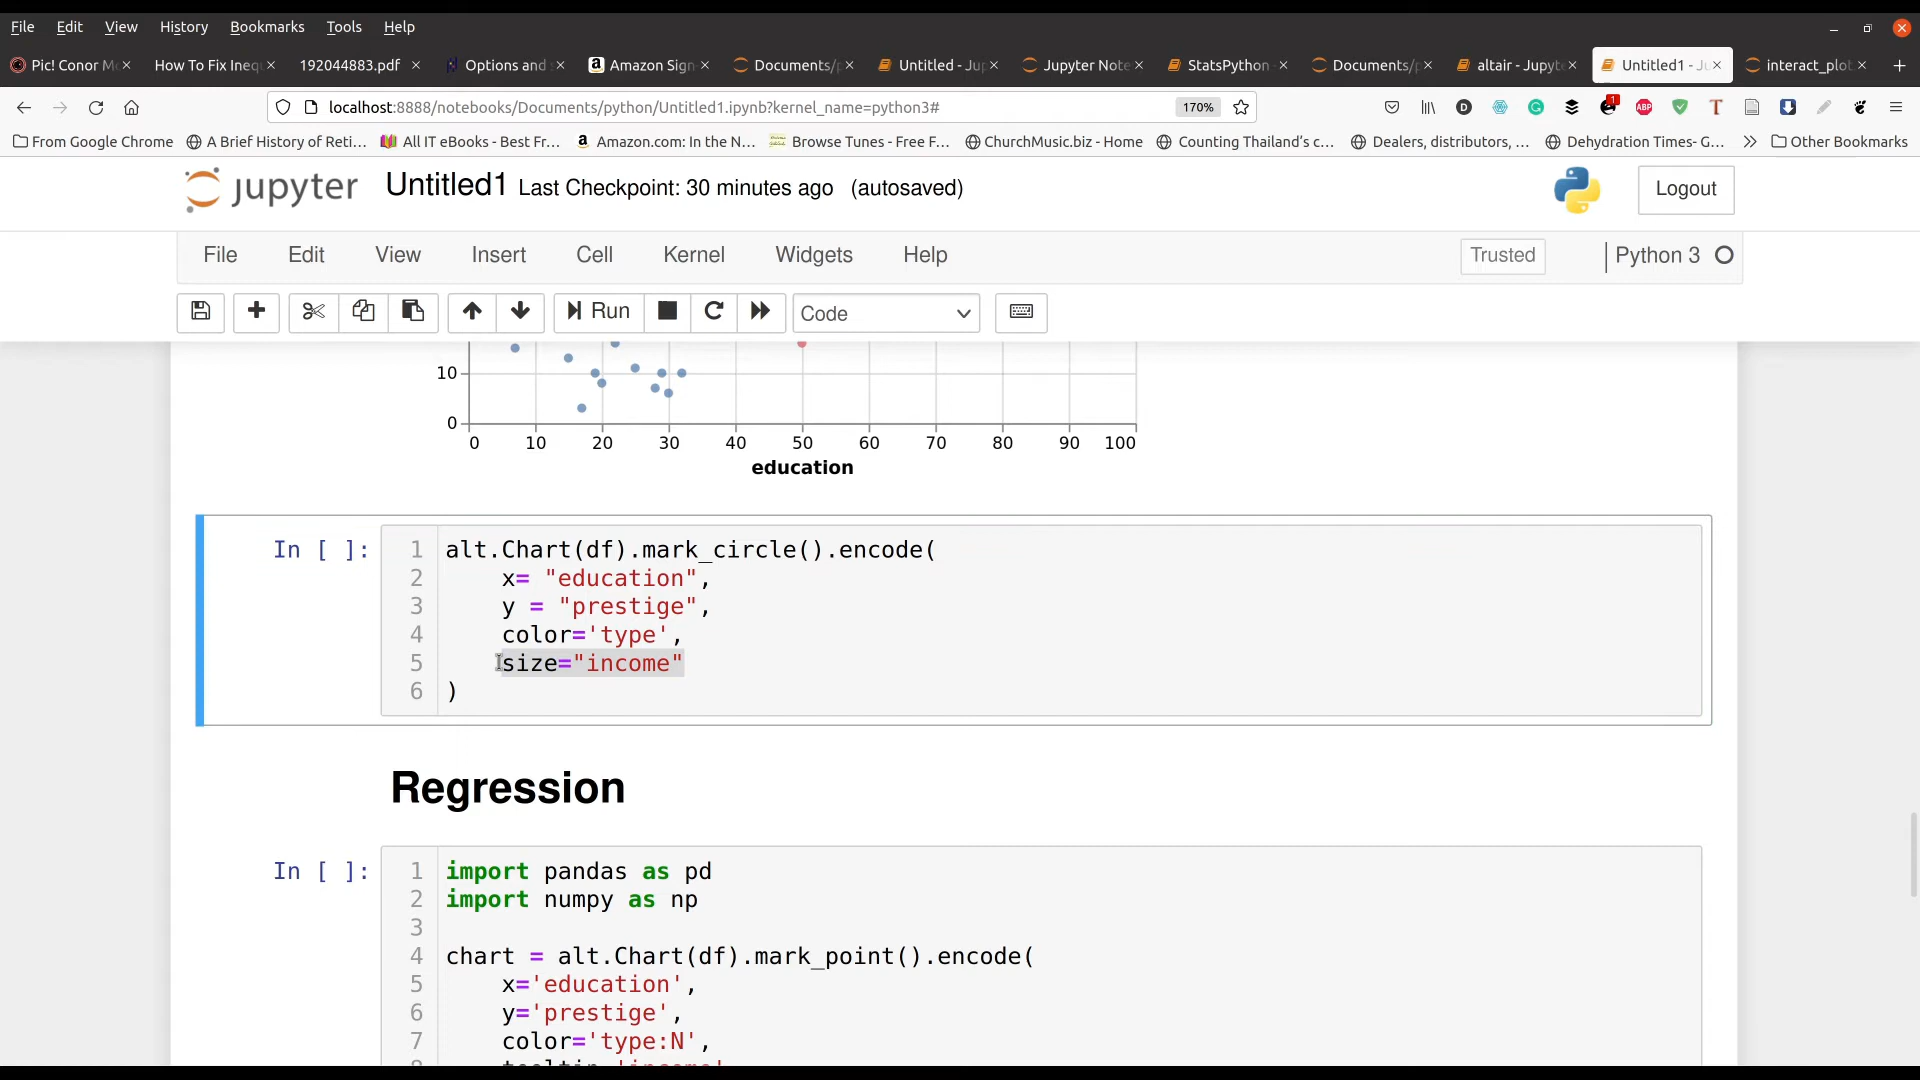 File Edit View History Bookmarks Tools Help
Pic! Conor M How To Fix Ineq 192044883.pdf Options and s Amazon Sign Documents/p Untitled - Jup Jupyter Note StatsPython - Documents/p altair - Jupyte Untitled1 - Ju interact_plot
localhost:8888/notebooks/Documents/python/Untitled1.ipynb?kernel_name=python3# 170% D 1 ABP T
From Google Chrome A Brief History of Reti... All IT eBooks - Best Fr... Amazon.com: In the N... Browse Tunes - Free F... ChurchMusic.biz - Home Counting Thailand's c... Dealers, distributors, ... Dehydration Times- G... Other Bookmarks
jupyter Untitled1 Last Checkpoint: 30 minutes ago (autosaved) Logout
File Edit View Insert Cell Kernel Widgets Help Trusted Python 3
Run Code
10
0
0 10 20 30 40 50 60 70 80 90 100
education
In [ ]: 1 alt.Chart(df).mark_circle().encode(
2 x= "education",
3 y = "prestige",
4 color='type',
5 size="income"
6 )
Regression
In [ ]: 1 import pandas as pd
2 import numpy as np
3
4 chart = alt.Chart(df).mark_point().encode(
5 x='education',
6 y='prestige',
7 color='type:N',